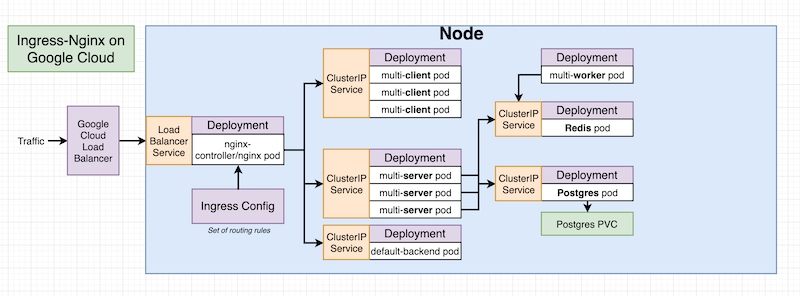 Ingress-Nginx on
Google Cloud
Node
Traffic
Google
Cloud
Load
Balancer
Load
Balancer
Service
Deployment
nginx-
controller/nginx pod
Ingress Config
Set of routing rules
ClusterIP
Service
Deployment
multi-client pod
multi-client pod
multi-client pod
ClusterIP
Service
Deployment
multi-server pod
multi-server pod
multi-server pod
ClusterIP
Service
Deployment
default-backend pod
Deployment
multi-worker pod
ClusterIP
Service
Deployment
Redis pod
ClusterIP
Service
Deployment
Postgres pod
Postgres PVC